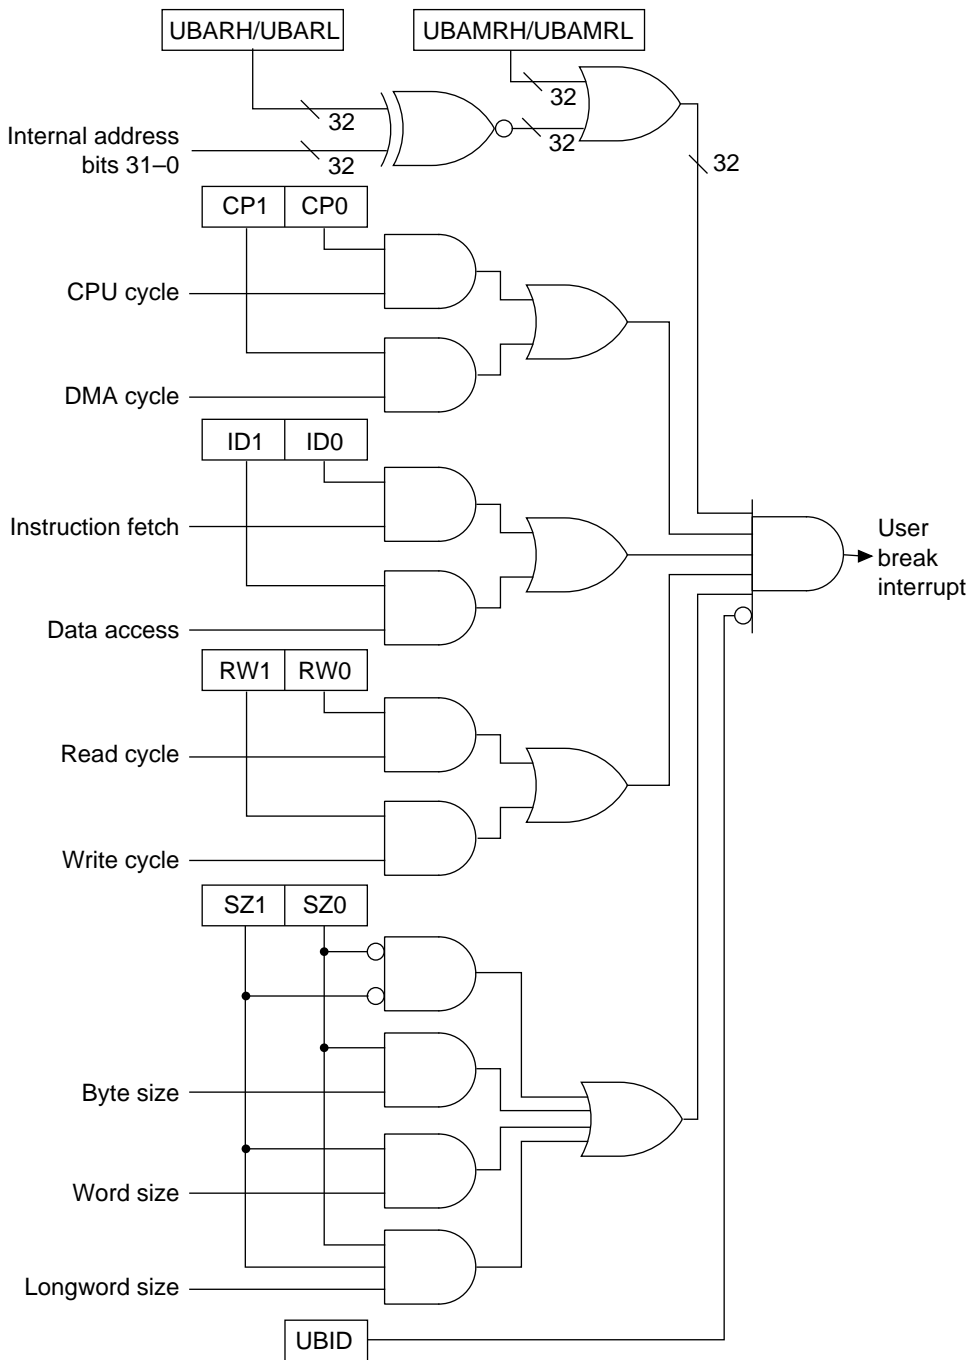 UBARH/UBARL
UBAMRH/UBAMRL
32
32
32
Internal address
bits 31–0
32
32
CP1
CP0
CPU cycle
DMA cycle
ID1
ID0
Instruction fetch
User
break
interrupt
Data access
RW1
RW0
Read cycle
Write cycle
SZ1
SZ0
Byte size
Word size
Longword size
UBID